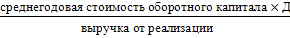 среднегодовая стоимость оборотного капитала × Д
выручка от реализации